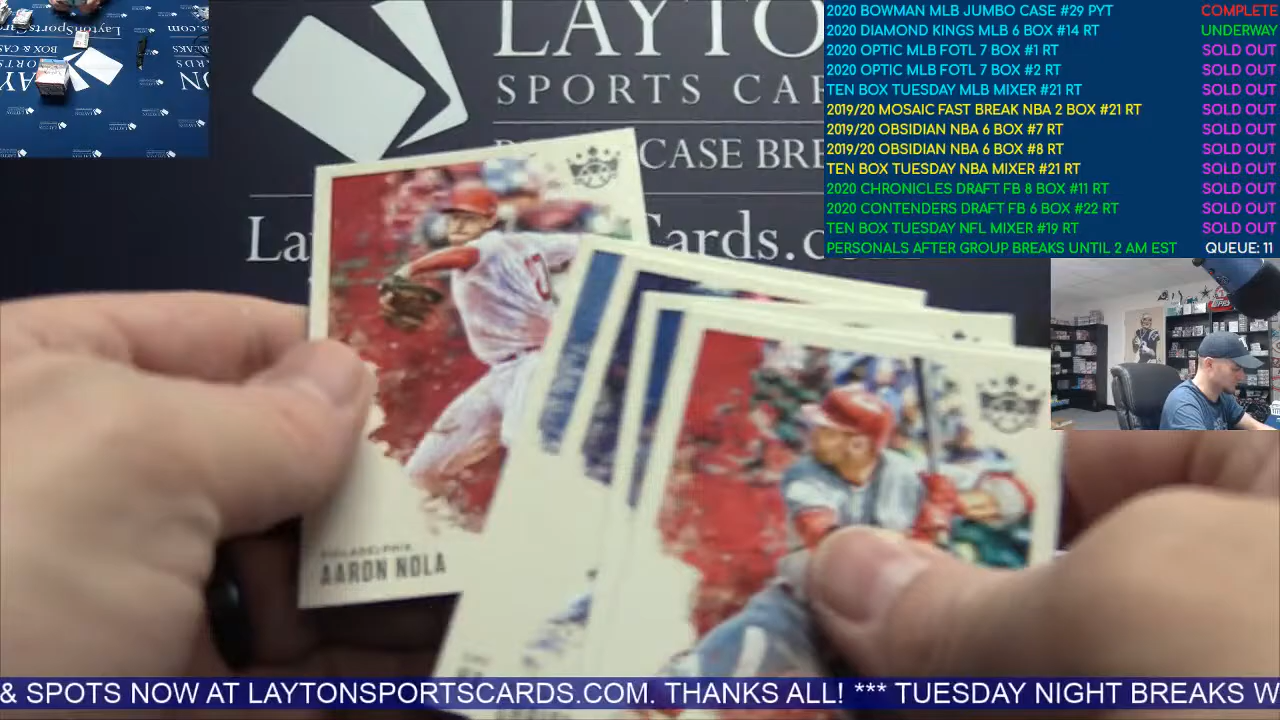 LAYTO
SPORTS CAR
CASE BRE
La
ards.c
PHILADELPHIA
AARON NOLA
2020 BOWMAN MLB JUMBO CASE #29 PYT COMPLETE
2020 DIAMOND KINGS MLB 6 BOX #14 RT UNDERWAY
2020 OPTIC MLB FOTL 7 BOX #1 RT SOLD OUT
2020 OPTIC MLB FOTL 7 BOX #2 RT SOLD OUT
TEN BOX TUESDAY MLB MIXER #21 RT SOLD OUT
2019/20 MOSAIC FAST BREAK NBA 2 BOX #21 RT SOLD OUT
2019/20 OBSIDIAN NBA 6 BOX #7 RT SOLD OUT
2019/20 OBSIDIAN NBA 6 BOX #8 RT SOLD OUT
TEN BOX TUESDAY NBA MIXER #21 RT SOLD OUT
2020 CHRONICLES DRAFT FB 8 BOX #11 RT SOLD OUT
2020 CONTENDERS DRAFT FB 6 BOX #22 RT SOLD OUT
TEN BOX TUESDAY NFL MIXER #19 RT SOLD OUT
PERSONALS AFTER GROUP BREAKS UNTIL 2 AM EST QUEUE: 11
& SPOTS NOW AT LAYTONSPORTSCARDS.COM. THANKS ALL! *** TUESDAY NIGHT BREAKS W